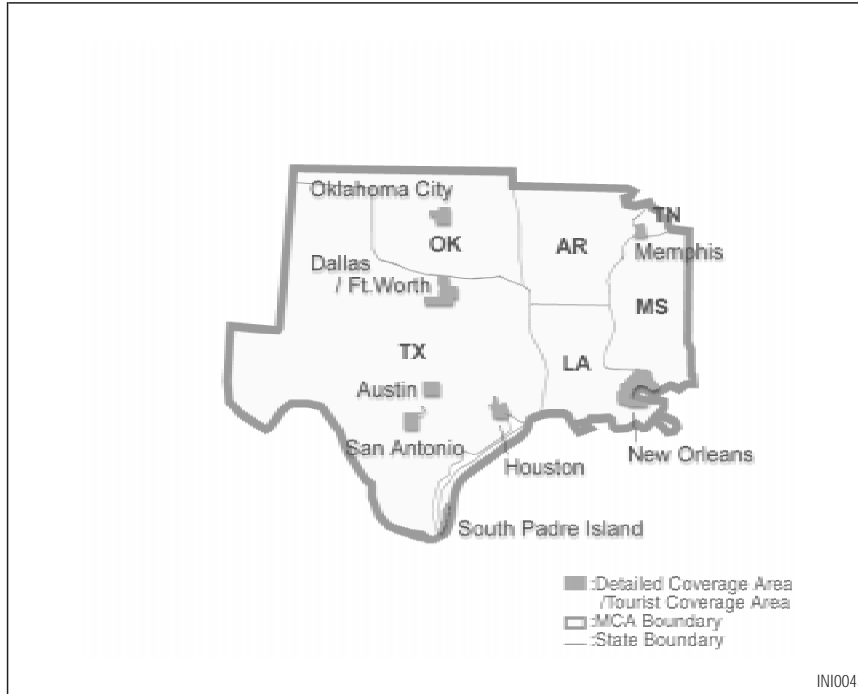 Oklahoma City
TN
OK
AR
Memphis
Dallas
/ Ft.Worth
MS
TX
LA
Austin
San Antonio
Houston
New Orleans
South Padre Island
:Detailed Coverage Area
/Tourist Coverage Area
:MCA Boundary
:State Boundary
INI004